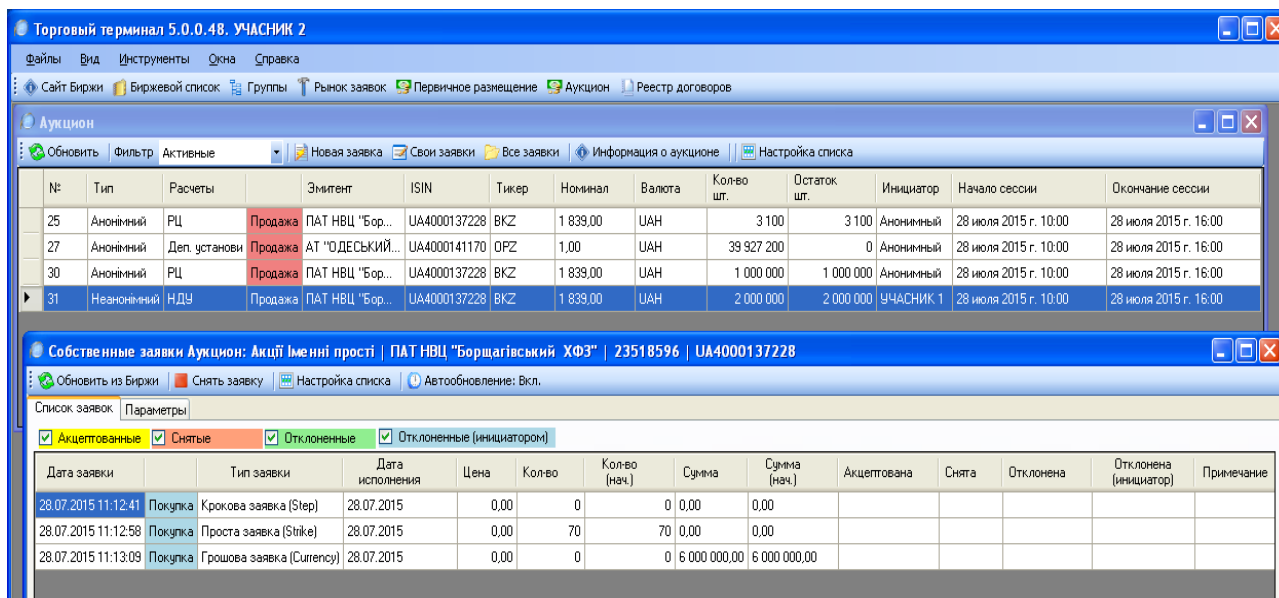 Торговый терминал 5.0.0.48. УЧАСНИК 2
Файлы Вид Инструменты Окна Справка
Сайт Биржи Биржевой список Группы Рынок заявок Первичное размещение Аукцион Реестр договоров
Аукцион
Обновить Фильтр Активные Новая заявка Свои заявки Все заявки Информация о аукционе Настройка списка
№ Тип Расчеты Эмитент ISIN Тикер Номинал Валюта Кол-во шт. Остаток шт. Инициатор Начало сессии Окончание сессии
25 Анонімний РЦ Продажа ПАТ НВЦ "Бор... UA4000137228 BKZ 1 839,00 UAH 3 100 3 100 Анонимный 28 июля 2015 г. 10:00 28 июля 2015 г. 16:00
27 Анонімний Деп. установи Продажа АТ "ОДЕСЬКИЙ... UA4000141170 OPZ 1,00 UAH 39 927 200 0 Анонимный 28 июля 2015 г. 10:00 28 июля 2015 г. 16:00
30 Анонімний РЦ Продажа ПАТ НВЦ "Бор... UA4000137228 BKZ 1 839,00 UAH 1 000 000 1 000 000 Анонимный 28 июля 2015 г. 10:00 28 июля 2015 г. 16:00
31 Неанонімний НДУ Продажа ПАТ НВЦ "Бор... UA4000137228 BKZ 1 839,00 UAH 2 000 000 2 000 000 УЧАСНИК 1 28 июля 2015 г. 10:00 28 июля 2015 г. 16:00
Собственные заявки Аукцион: Акції Іменні прості | ПАТ НВЦ "Борщагівський ХФЗ" | 23518596 | UA4000137228
Обновить из Биржи Снять заявку Настройка списка Автообновление: Вкл.
Список заявок Параметры
Акцептованные Снятые Отклоненные Отклоненные (инициатором)
Дата заявки Тип заявки Дата исполнения Цена Кол-во Кол-во (нач.) Сумма Сумма (нач.) Акцептована Снята Отклонена Отклонена (инициатор) Примечание
28.07.2015 11:12:41 Покупка Крокова заявка (Step) 28.07.2015 0,00 0 0 0,00 0,00
28.07.2015 11:12:58 Покупка Проста заявка (Strike) 28.07.2015 0,00 70 70 0,00 0,00
28.07.2015 11:13:09 Покупка Грошова заявка (Currency) 28.07.2015 0,00 0 0 6 000 000,00 6 000 000,00